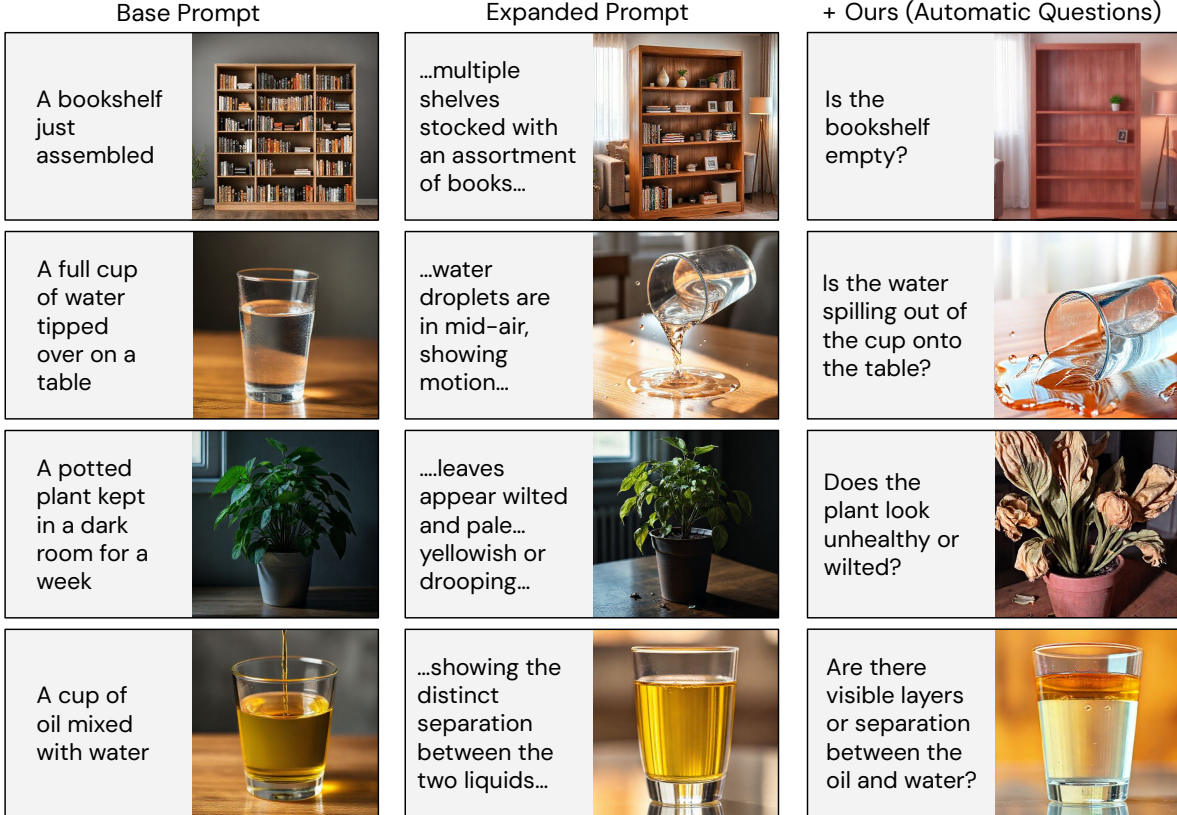 Base Prompt
Expanded Prompt
+ Ours (Automatic Questions)
A bookshelf
just
assembled
...multiple
shelves
stocked with
an assortment
of books...
Is the
bookshelf
empty?
A full cup
of water
tipped
over on a
table
...water
droplets are
in mid-air,
showing
motion...
Is the water
spilling out of
the cup onto
the table?
A potted
plant kept
in a dark
room for a
week
....leaves
appear wilted
and pale...
yellowish or
drooping...
Does the
plant look
unhealthy or
wilted?
A cup of
oil mixed
with water
...showing the
distinct
separation
between the
two liquids...
Are there
visible layers
or separation
between the
oil and water?